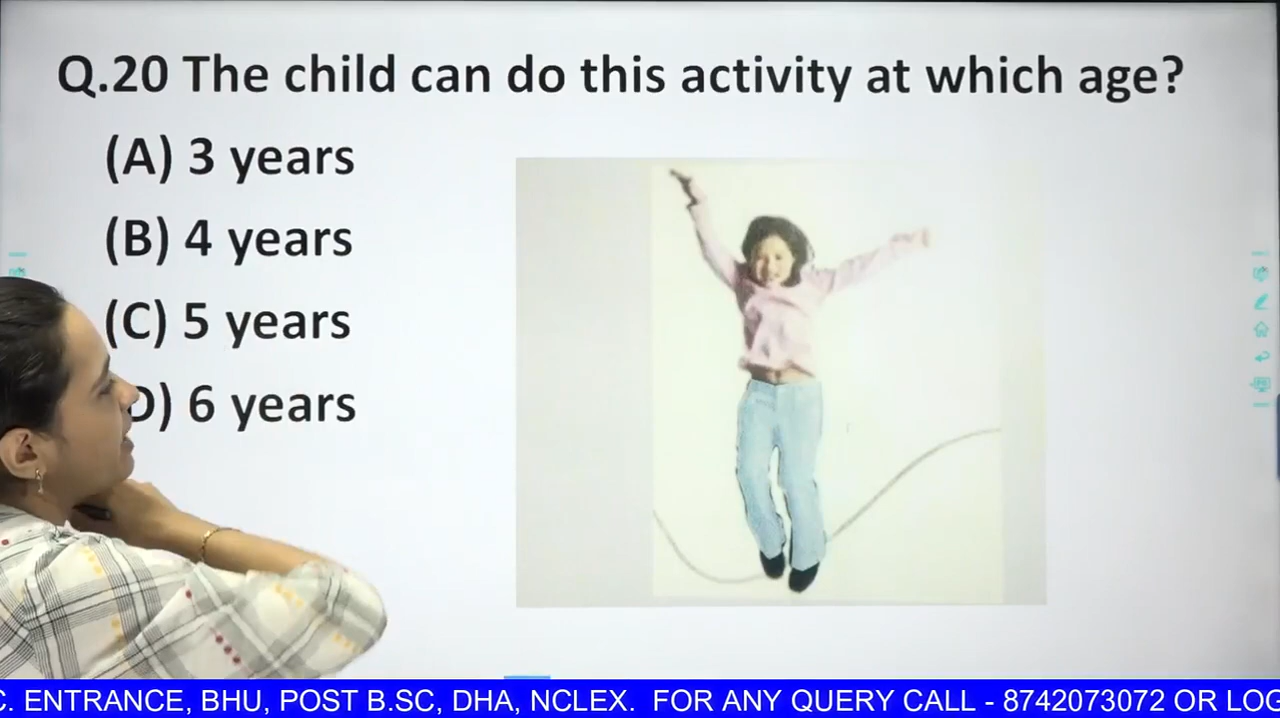 Q.20 The child can do this activity at which age?
(A) 3 years
(B) 4 years
(C) 5 years
D) 6 years
C. ENTRANCE, BHU, POST B.SC, DHA, NCLEX. FOR ANY QUERY CALL - 8742073072 OR LOG